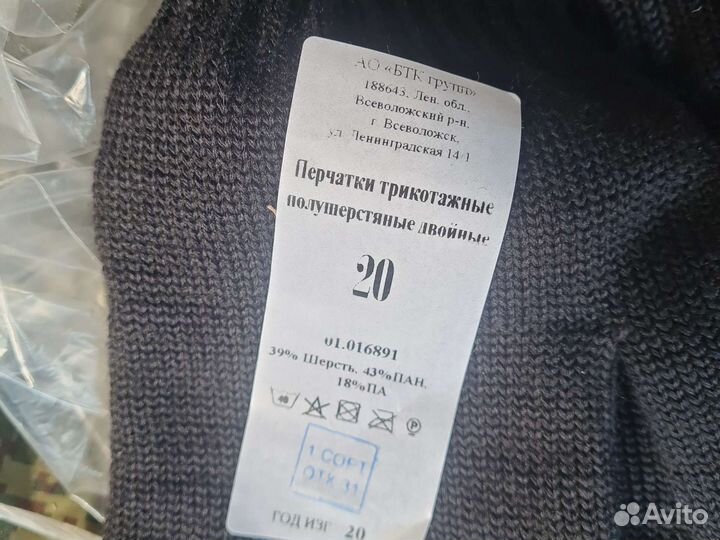 АО «БТК ГРУПП»
188643, Лен. обл.,
Всеволожский р-н,
г. Всеволожск,
ул. Ленинградская 14/1
Перчатки трикотажные
полушерстяные двойные
20
01.016891
39% Шерсть, 43%ПАН,
18%ПА
40
P
1 СОРТ
ОТК 31
ГОД ИЗГ 20
Avito